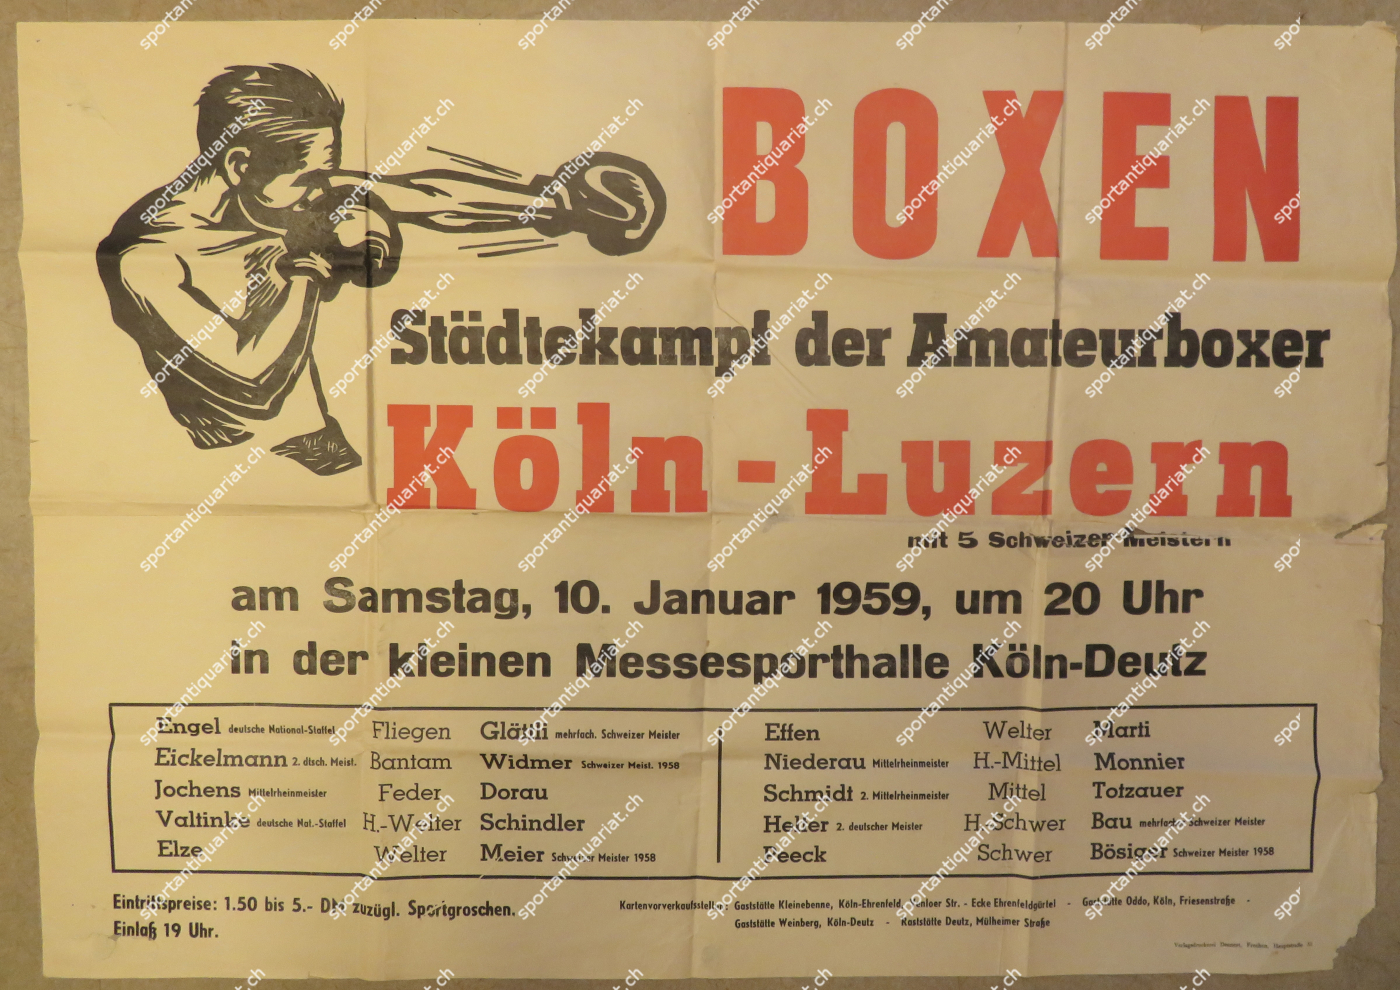 BOXEN
Städtekampf der Amateurboxer
Köln - Luzern
mit 5 Schweizer Meistern
am Samstag, 10. Januar 1959, um 20 Uhr
in der kleinen Messesporthalle Köln-Deutz
Engel deutsche National-Staffel Fliegen Glättli mehrfach. Schweizer Meister
Eickelmann 2. dtsch. Meist. Bantam Widmer Schweizer Meist. 1958
Jochens Mittelrheinmeister Feder Dorau
Valtinke deutsche Nat.-Staffel H.-Welter Schindler
Elze Welter Meier Schweizer Meister 1958
Effen Welter Marti
Niederau Mittelrheinmeister H.-Mittel Monnier
Schmidt 2. Mittelrheinmeister Mittel Totzauer
Heller 2. deutscher Meister H.-Schwer Bau mehrfach. Schweizer Meister
Peeck Schwer Bösiger Schweizer Meister 1958
Eintrittspreise: 1.50 bis 5.- DM zuzügl. Sportgroschen.
Einlaß 19 Uhr.
Kartenvorverkaufsstellen: Gaststätte Kleinebenne, Köln-Ehrenfeld, Venloer Str. - Ecke Ehrenfeldgürtel - Gaststätte Oddo, Köln, Friesenstraße -
Gaststätte Weinberg, Köln-Deutz - Raststätte Deutz, Mülheimer Straße
sportantiquariat.ch